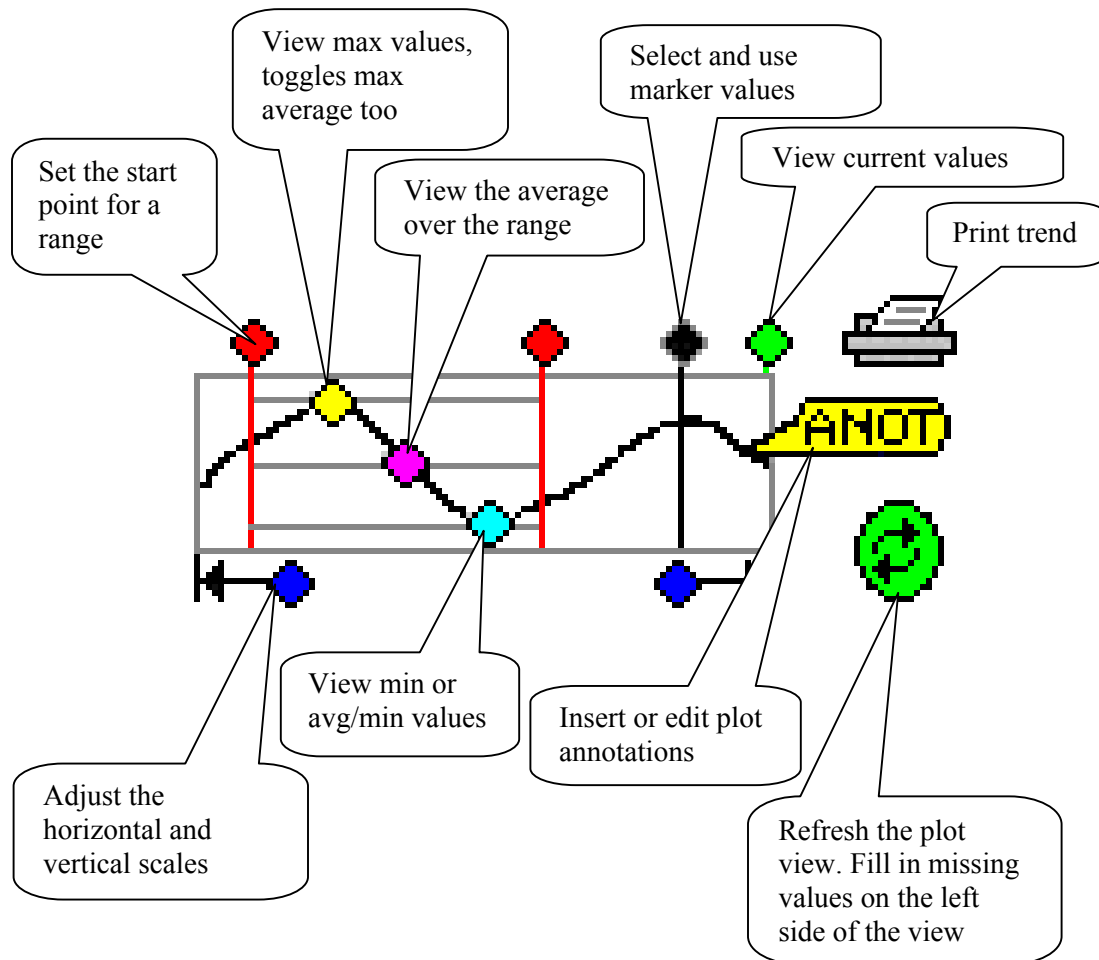 View max values,
toggles max
average too
Select and use
marker values
Set the start
point for a
range
View the average
over the range
View current values
Print trend
ANOT
View min or
avg/min values
Insert or edit plot
annotations
Adjust the
horizontal and
vertical scales
Refresh the plot
view. Fill in missing
values on the left
side of the view